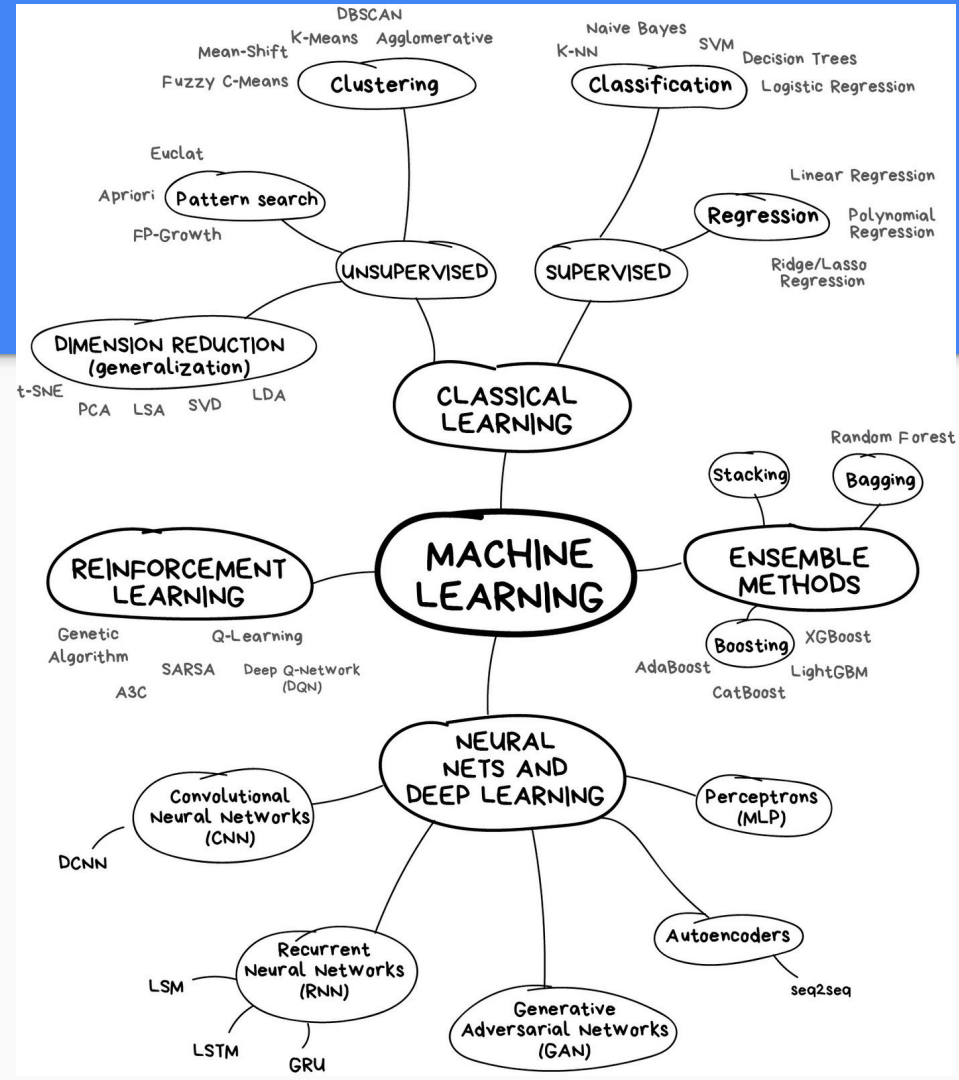 DBSCAN
K-Means
Agglomerative
Mean-Shift
Fuzzy C-Means
Clustering
Naive Bayes
K-NN
SVM
Decision Trees
Classification
Logistic Regression
Euclat
Apriori
Pattern search
FP-Growth
Linear Regression
Regression
Polynomial
Regression
Ridge/Lasso
Regression
UNSUPERVISED
SUPERVISED
DIMENSION REDUCTION
(generalization)
t-SNE
PCA
LSA
SVD
LDA
CLASSICAL
LEARNING
Random Forest
Stacking
Bagging
MACHINE
LEARNING
REINFORCEMENT
LEARNING
ENSEMBLE
METHODS
Genetic
Algorithm
Q-Learning
SARSA
Deep Q-Network
(DQN)
A3C
Boosting
XGBoost
AdaBoost
LightGBM
CatBoost
NEURAL
NETS AND
DEEP LEARNING
Convolutional
Neural Networks
(CNN)
DCNN
Perceptrons
(MLP)
Recurrent
Neural Networks
(RNN)
LSM
LSTM
GRU
Autoencoders
seq2seq
Generative
Adversarial Networks
(GAN)